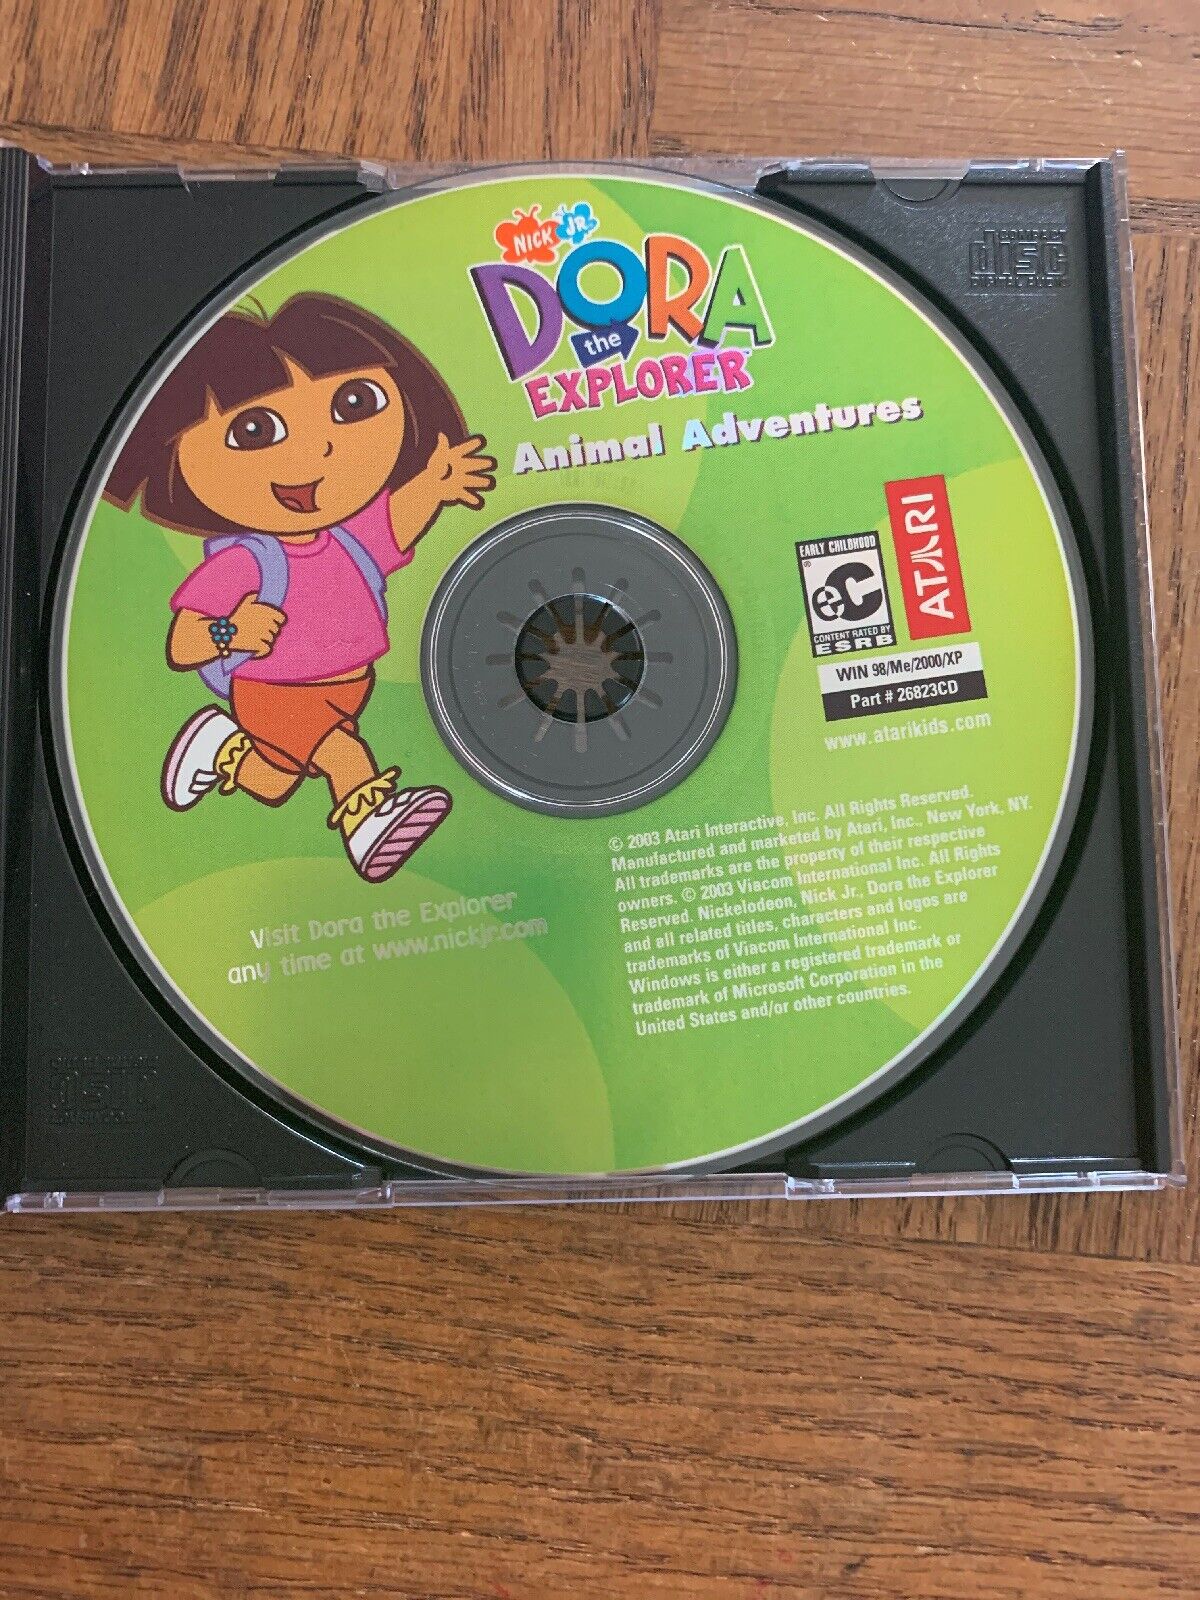 NICK JR.
DORA
the
EXPLORER™
Animal Adventures
COMPACT
disc
DIGITAL AUDIO
ATARI
EARLY CHILDHOOD
eC
®
CONTENT RATED BY
ESRB
WIN 98/Me/2000/XP
Part # 26823CD
www.atarikids.com
© 2003 Atari Interactive, Inc. All Rights Reserved.
Manufactured and marketed by Atari, Inc., New York, NY.
All trademarks are the property of their respective
owners. © 2003 Viacom International Inc. All Rights
Reserved. Nickelodeon, Nick Jr., Dora the Explorer
and all related titles, characters and logos are
trademarks of Viacom International Inc.
Windows is either a registered trademark or
trademark of Microsoft Corporation in the
United States and/or other countries.
Visit Dora the Explorer
any time at www.nickjr.com